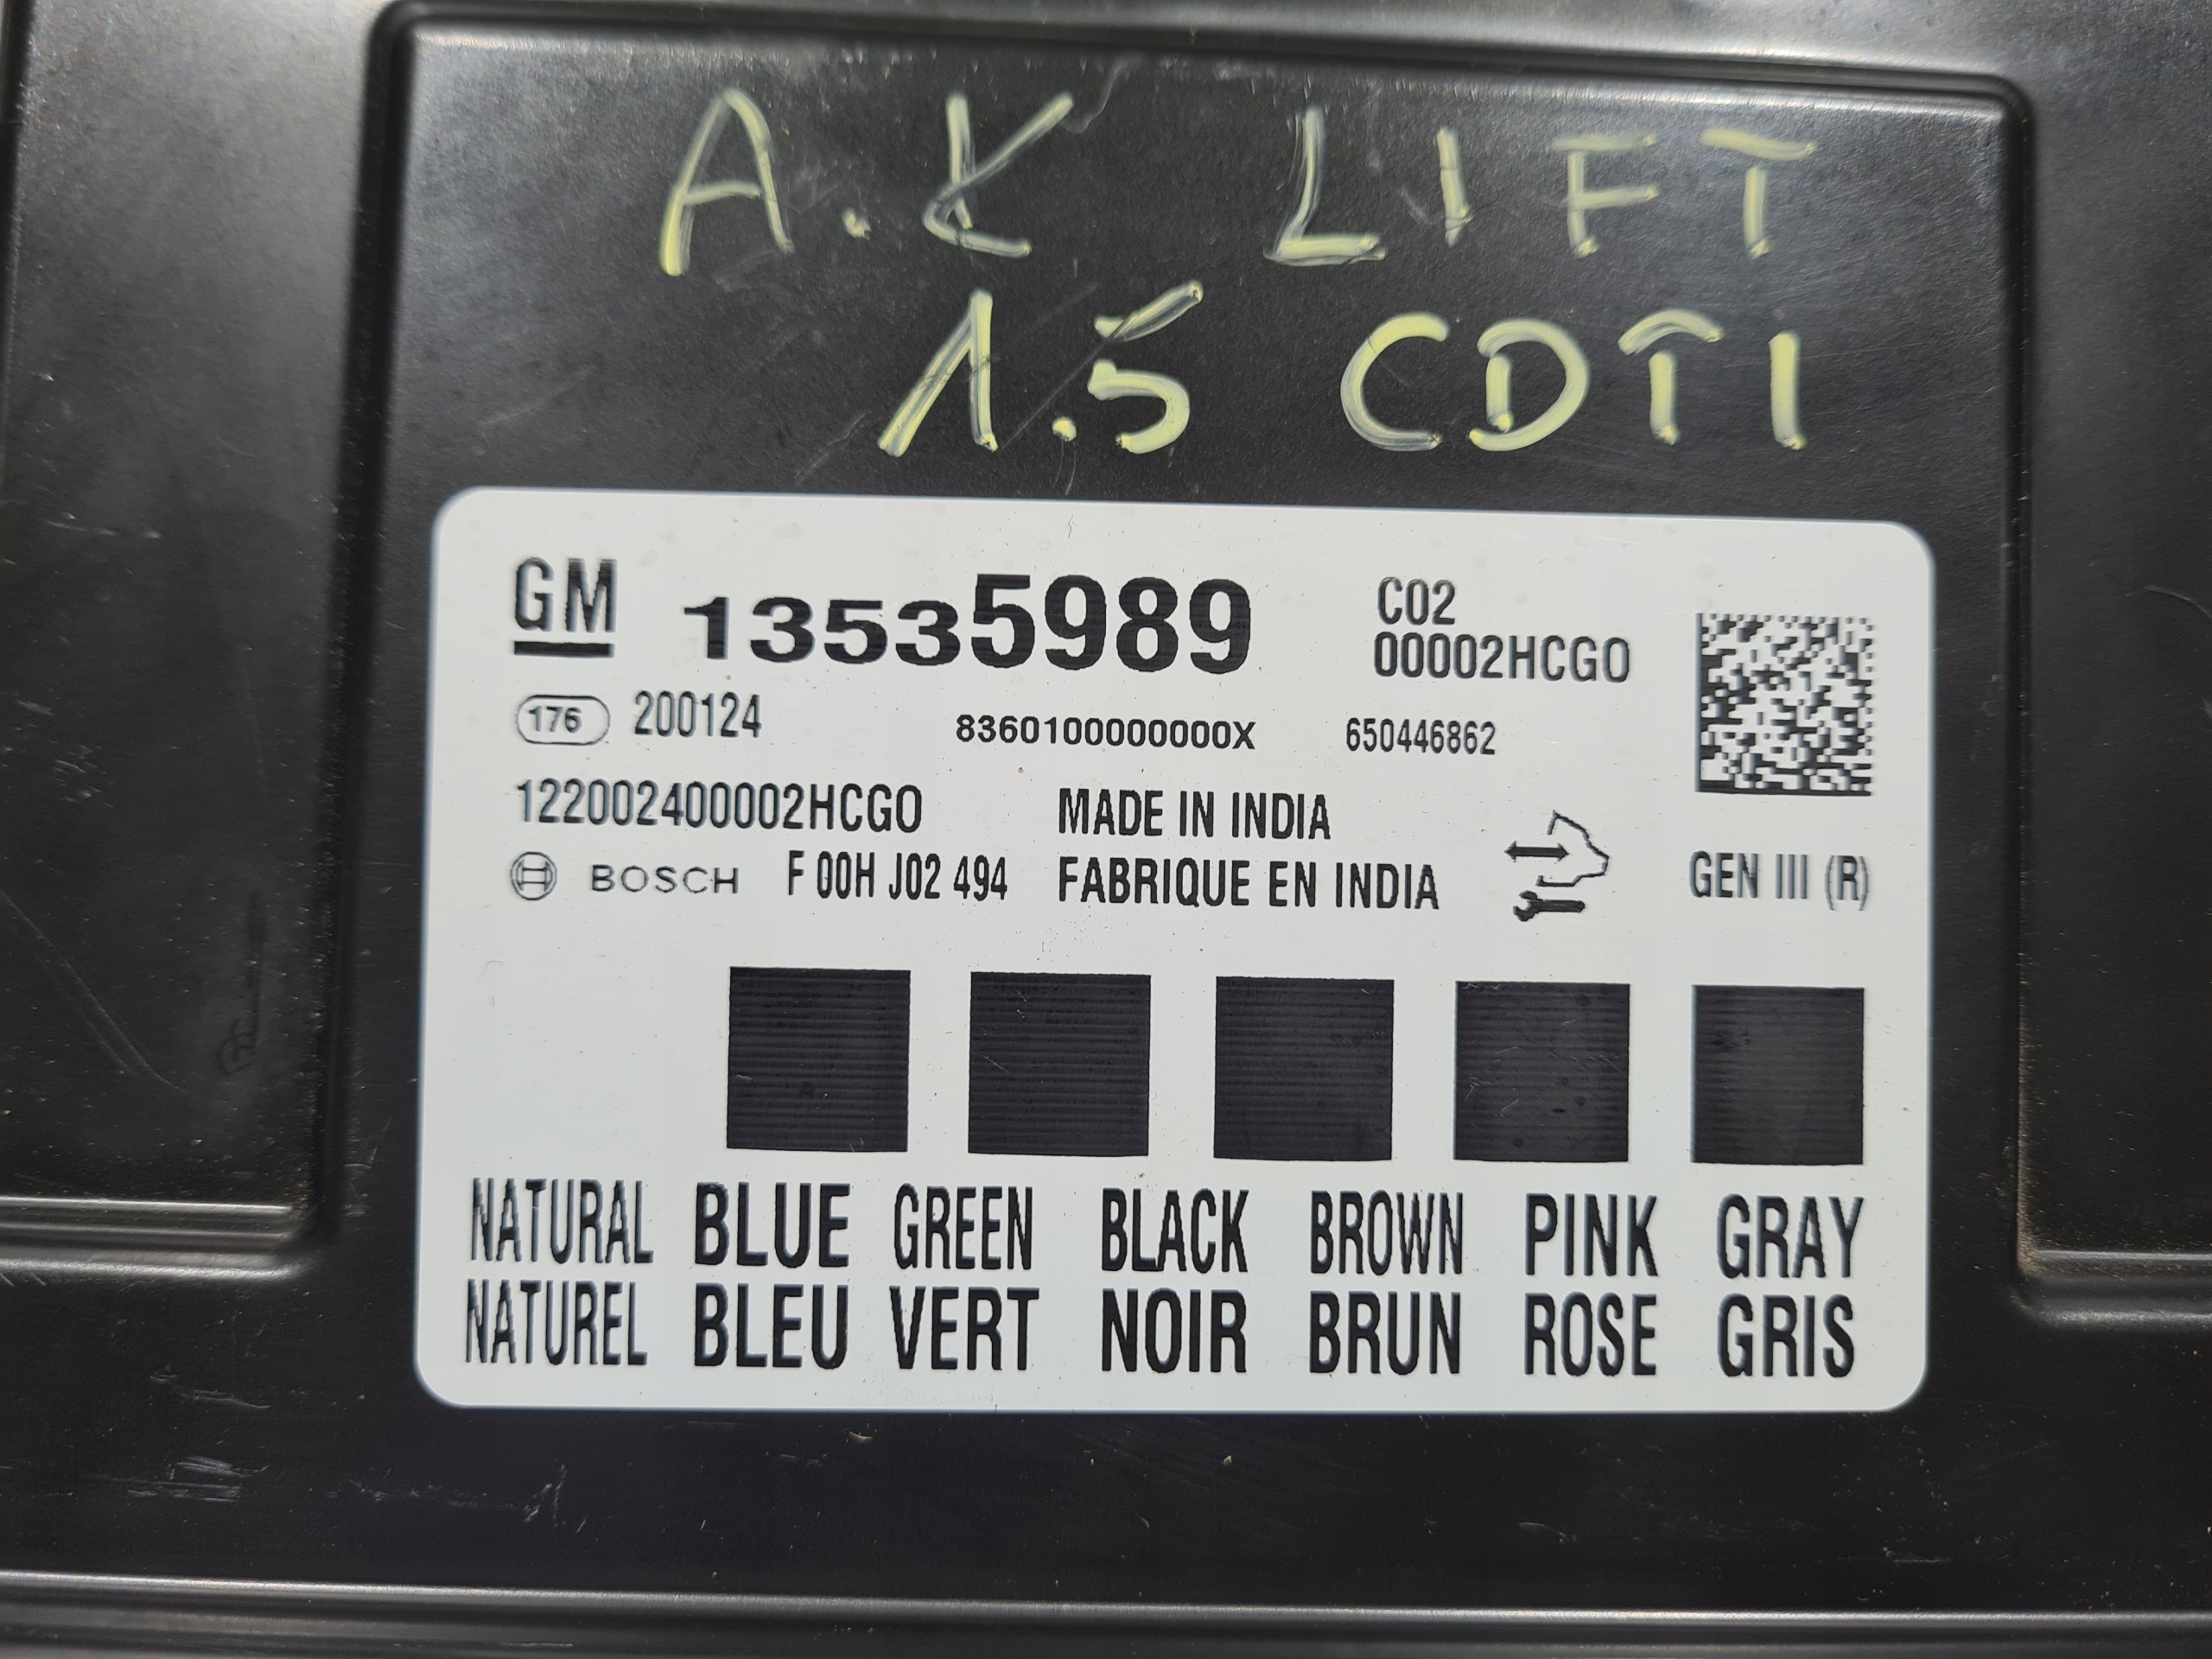 A.K LIFT
1.5 CDTI
GM 13535989 C02
00002HCGO
176 200124 8360100000000X 650446862
122002400002HCGO MADE IN INDIA
BOSCH F 00H J02 494 FABRIQUE EN INDIA GEN III (R)
NATURAL BLUE GREEN BLACK BROWN PINK GRAY
NATUREL BLEU VERT NOIR BRUN ROSE GRIS